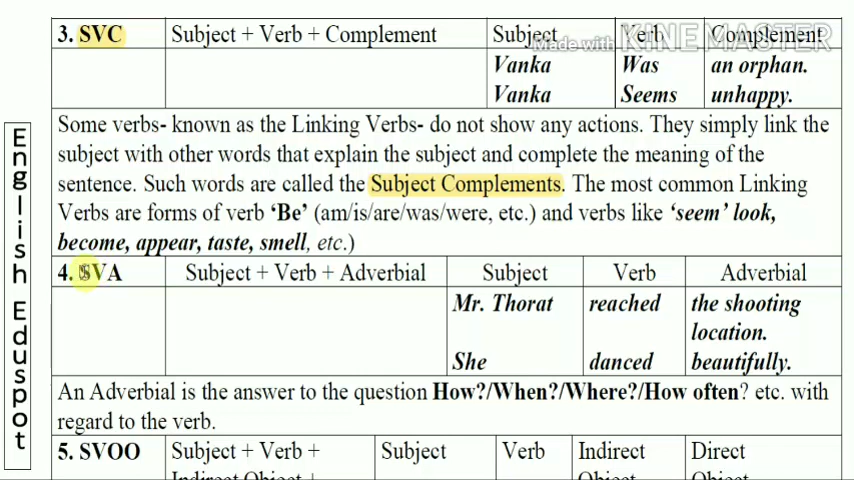 3. SVC Subject + Verb + Complement Subject Verb Complement
Made with KINEMASTER
Vanka Was an orphan.
Vanka Seems unhappy.
Some verbs- known as the Linking Verbs- do not show any actions. They simply link the
subject with other words that explain the subject and complete the meaning of the
sentence. Such words are called the Subject Complements. The most common Linking
Verbs are forms of verb ‘Be’ (am/is/are/was/were, etc.) and verbs like ‘seem’ look,
become, appear, taste, smell, etc.)
4. SVA Subject + Verb + Adverbial Subject Verb Adverbial
Mr. Thorat reached the shooting
location.
She danced beautifully.
An Adverbial is the answer to the question How?/When?/Where?/How often? etc. with
regard to the verb.
5. SVOO Subject + Verb + Subject Verb Indirect Direct
Indirect Object + Object Object
English Eduspot